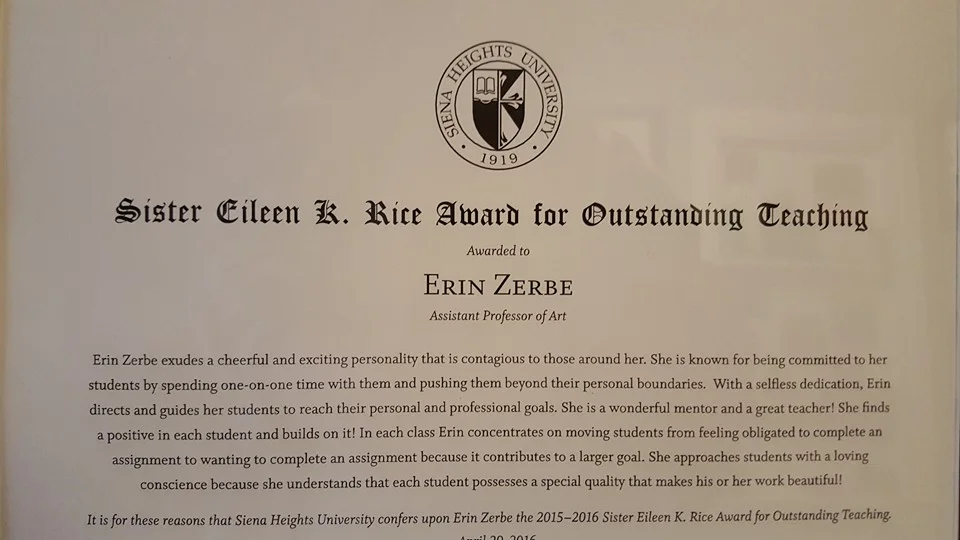 SIENA HEIGHTS UNIVERSITY
1919
Sister Eileen K. Rice Award for Outstanding Teaching
Awarded to
ERIN ZERBE
Assistant Professor of Art
Erin Zerbe exudes a cheerful and exciting personality that is contagious to those around her. She is known for being committed to her
students by spending one-on-one time with them and pushing them beyond their personal boundaries. With a selfless dedication, Erin
directs and guides her students to reach their personal and professional goals. She is a wonderful mentor and a great teacher! She finds
a positive in each student and builds on it! In each class Erin concentrates on moving students from feeling obligated to complete an
assignment to wanting to complete an assignment because it contributes to a larger goal. She approaches students with a loving
conscience because she understands that each student possesses a special quality that makes his or her work beautiful!
It is for these reasons that Siena Heights University confers upon Erin Zerbe the 2015–2016 Sister Eileen K. Rice Award for Outstanding Teaching.
April 2016